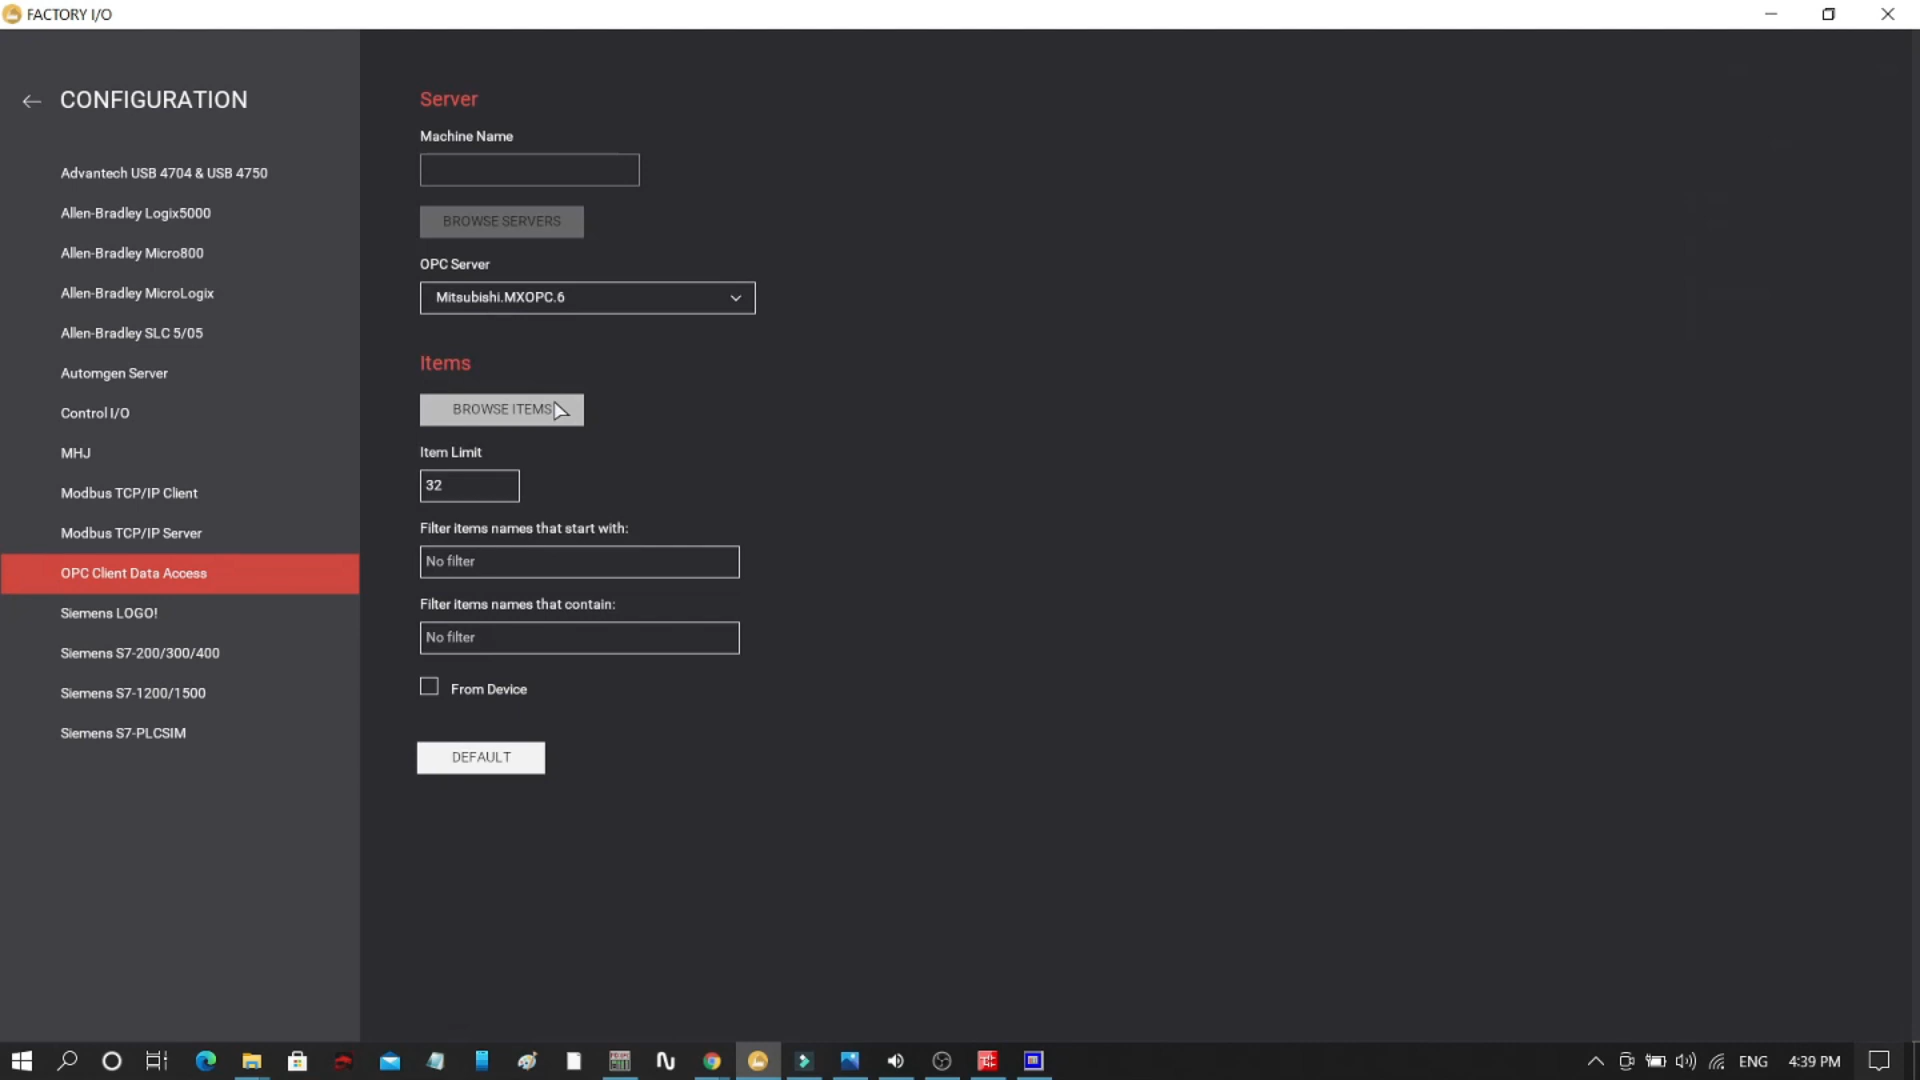 FACTORY I/O
CONFIGURATION
Advantech USB 4704 & USB 4750
Allen-Bradley Logix5000
Allen-Bradley Micro800
Allen-Bradley MicroLogix
Allen-Bradley SLC 5/05
Automgen Server
Control I/O
MHJ
Modbus TCP/IP Client
Modbus TCP/IP Server
OPC Client Data Access
Siemens LOGO!
Siemens S7-200/300/400
Siemens S7-1200/1500
Siemens S7-PLCSIM
Server
Machine Name
BROWSE SERVERS
OPC Server
Mitsubishi.MXOPC.6
Items
BROWSE ITEMS
Item Limit
32
Filter items names that start with:
No filter
Filter items names that contain:
No filter
From Device
DEFAULT
ENG
4:39 PM